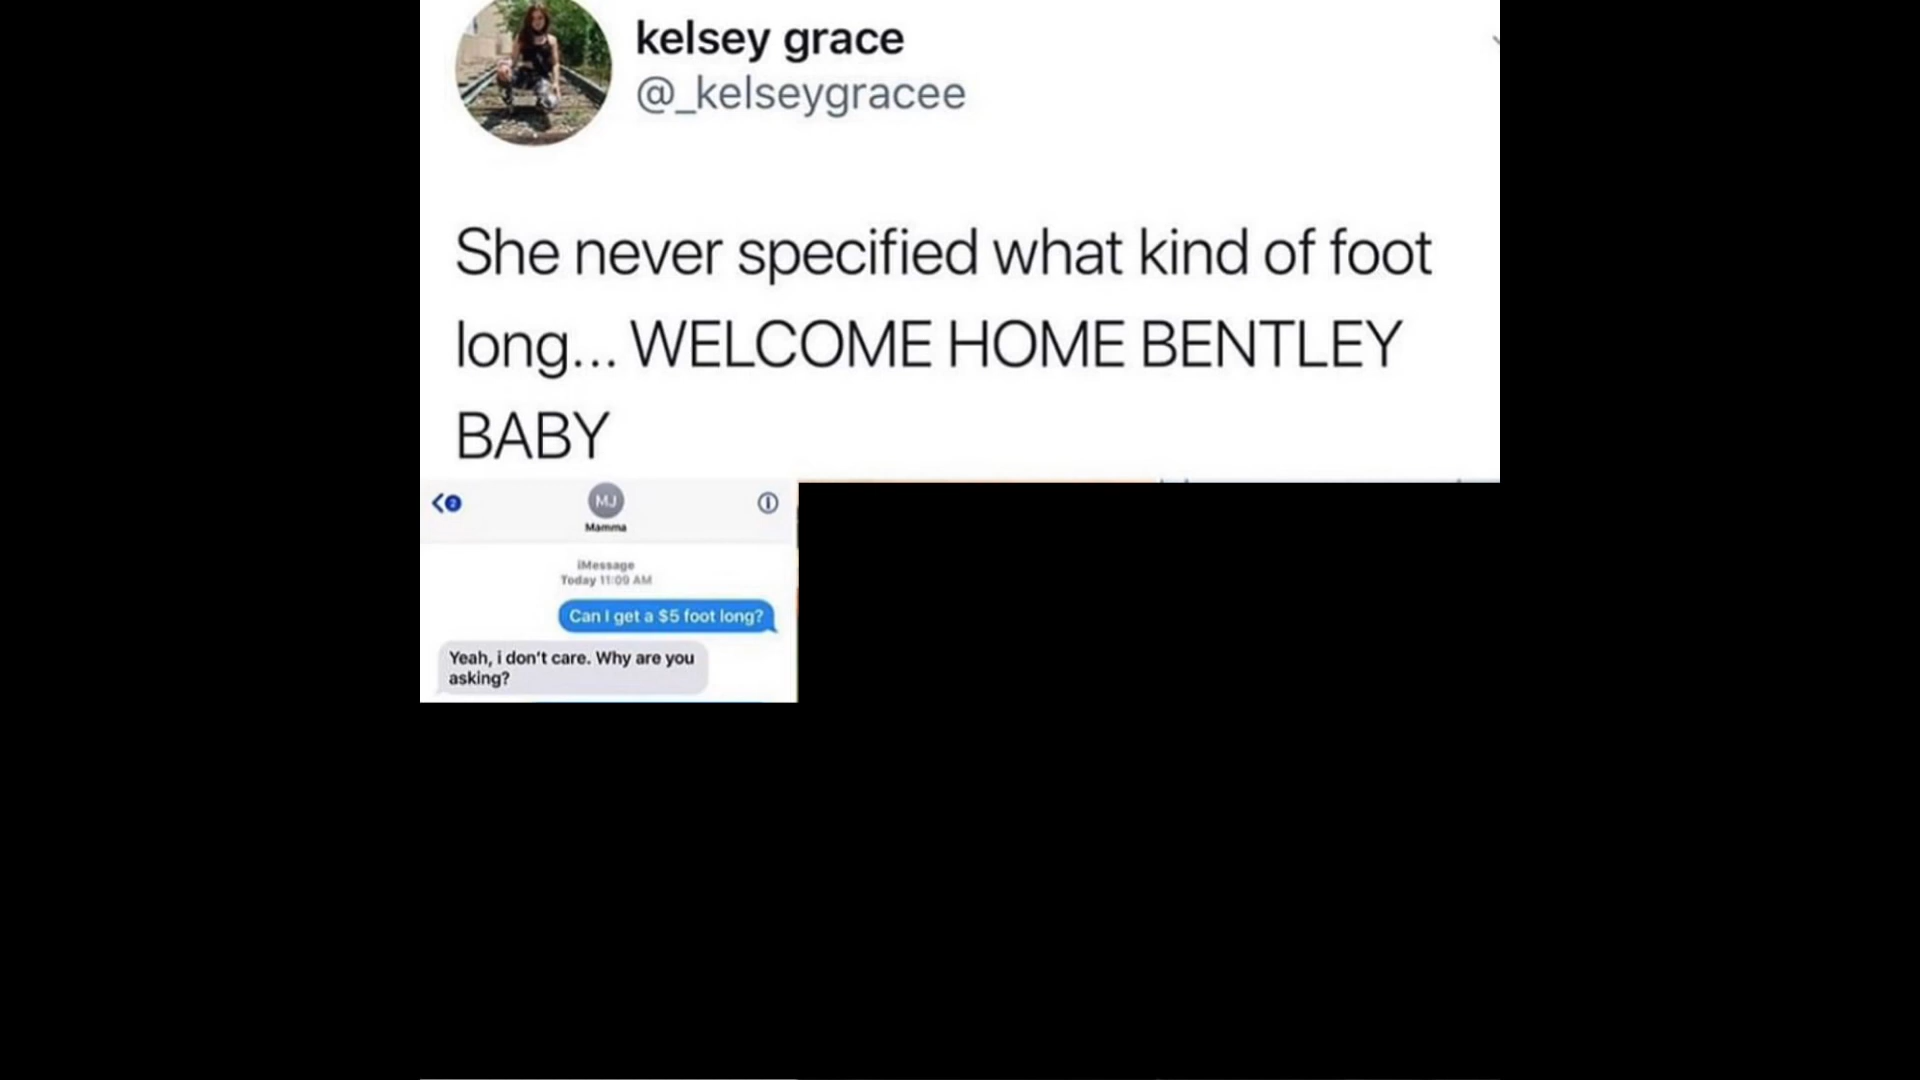 kelsey grace
@_kelseygracee
She never specified what kind of foot
long... WELCOME HOME BENTLEY
BABY
2
MJ
Mamma
iMessage
Today 11:09 AM
Can I get a $5 foot long?
Yeah, i don't care. Why are you
asking?